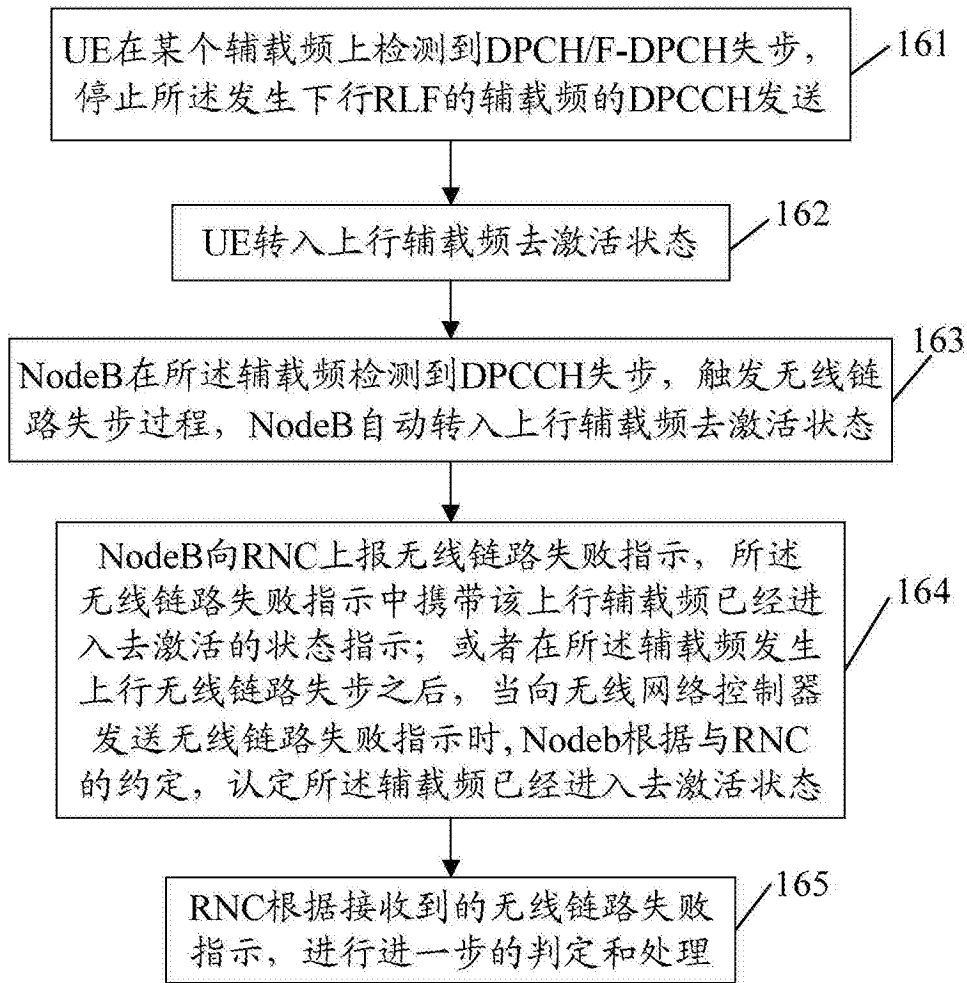 UE在某个辅载频上检测到DPCH/F-DPCH失步，
停止所述发生下行RLF的辅载频的DPCCH发送
161
UE转入上行辅载频去激活状态
162
NodeB在所述辅载频检测到DPCCH失步，触发无线链
路失步过程，NodeB自动转入上行辅载频去激活状态
163
NodeB向RNC上报无线链路失败指示，所述
无线链路失败指示中携带该上行辅载频已经进
入去激活的状态指示；或者在所述辅载频发生
上行无线链路失步之后，当向无线网络控制器
发送无线链路失败指示时,Nodeb根据与RNC
的约定，认定所述辅载频已经进入去激活状态
164
RNC根据接收到的无线链路失败
指示，进行进一步的判定和处理
165